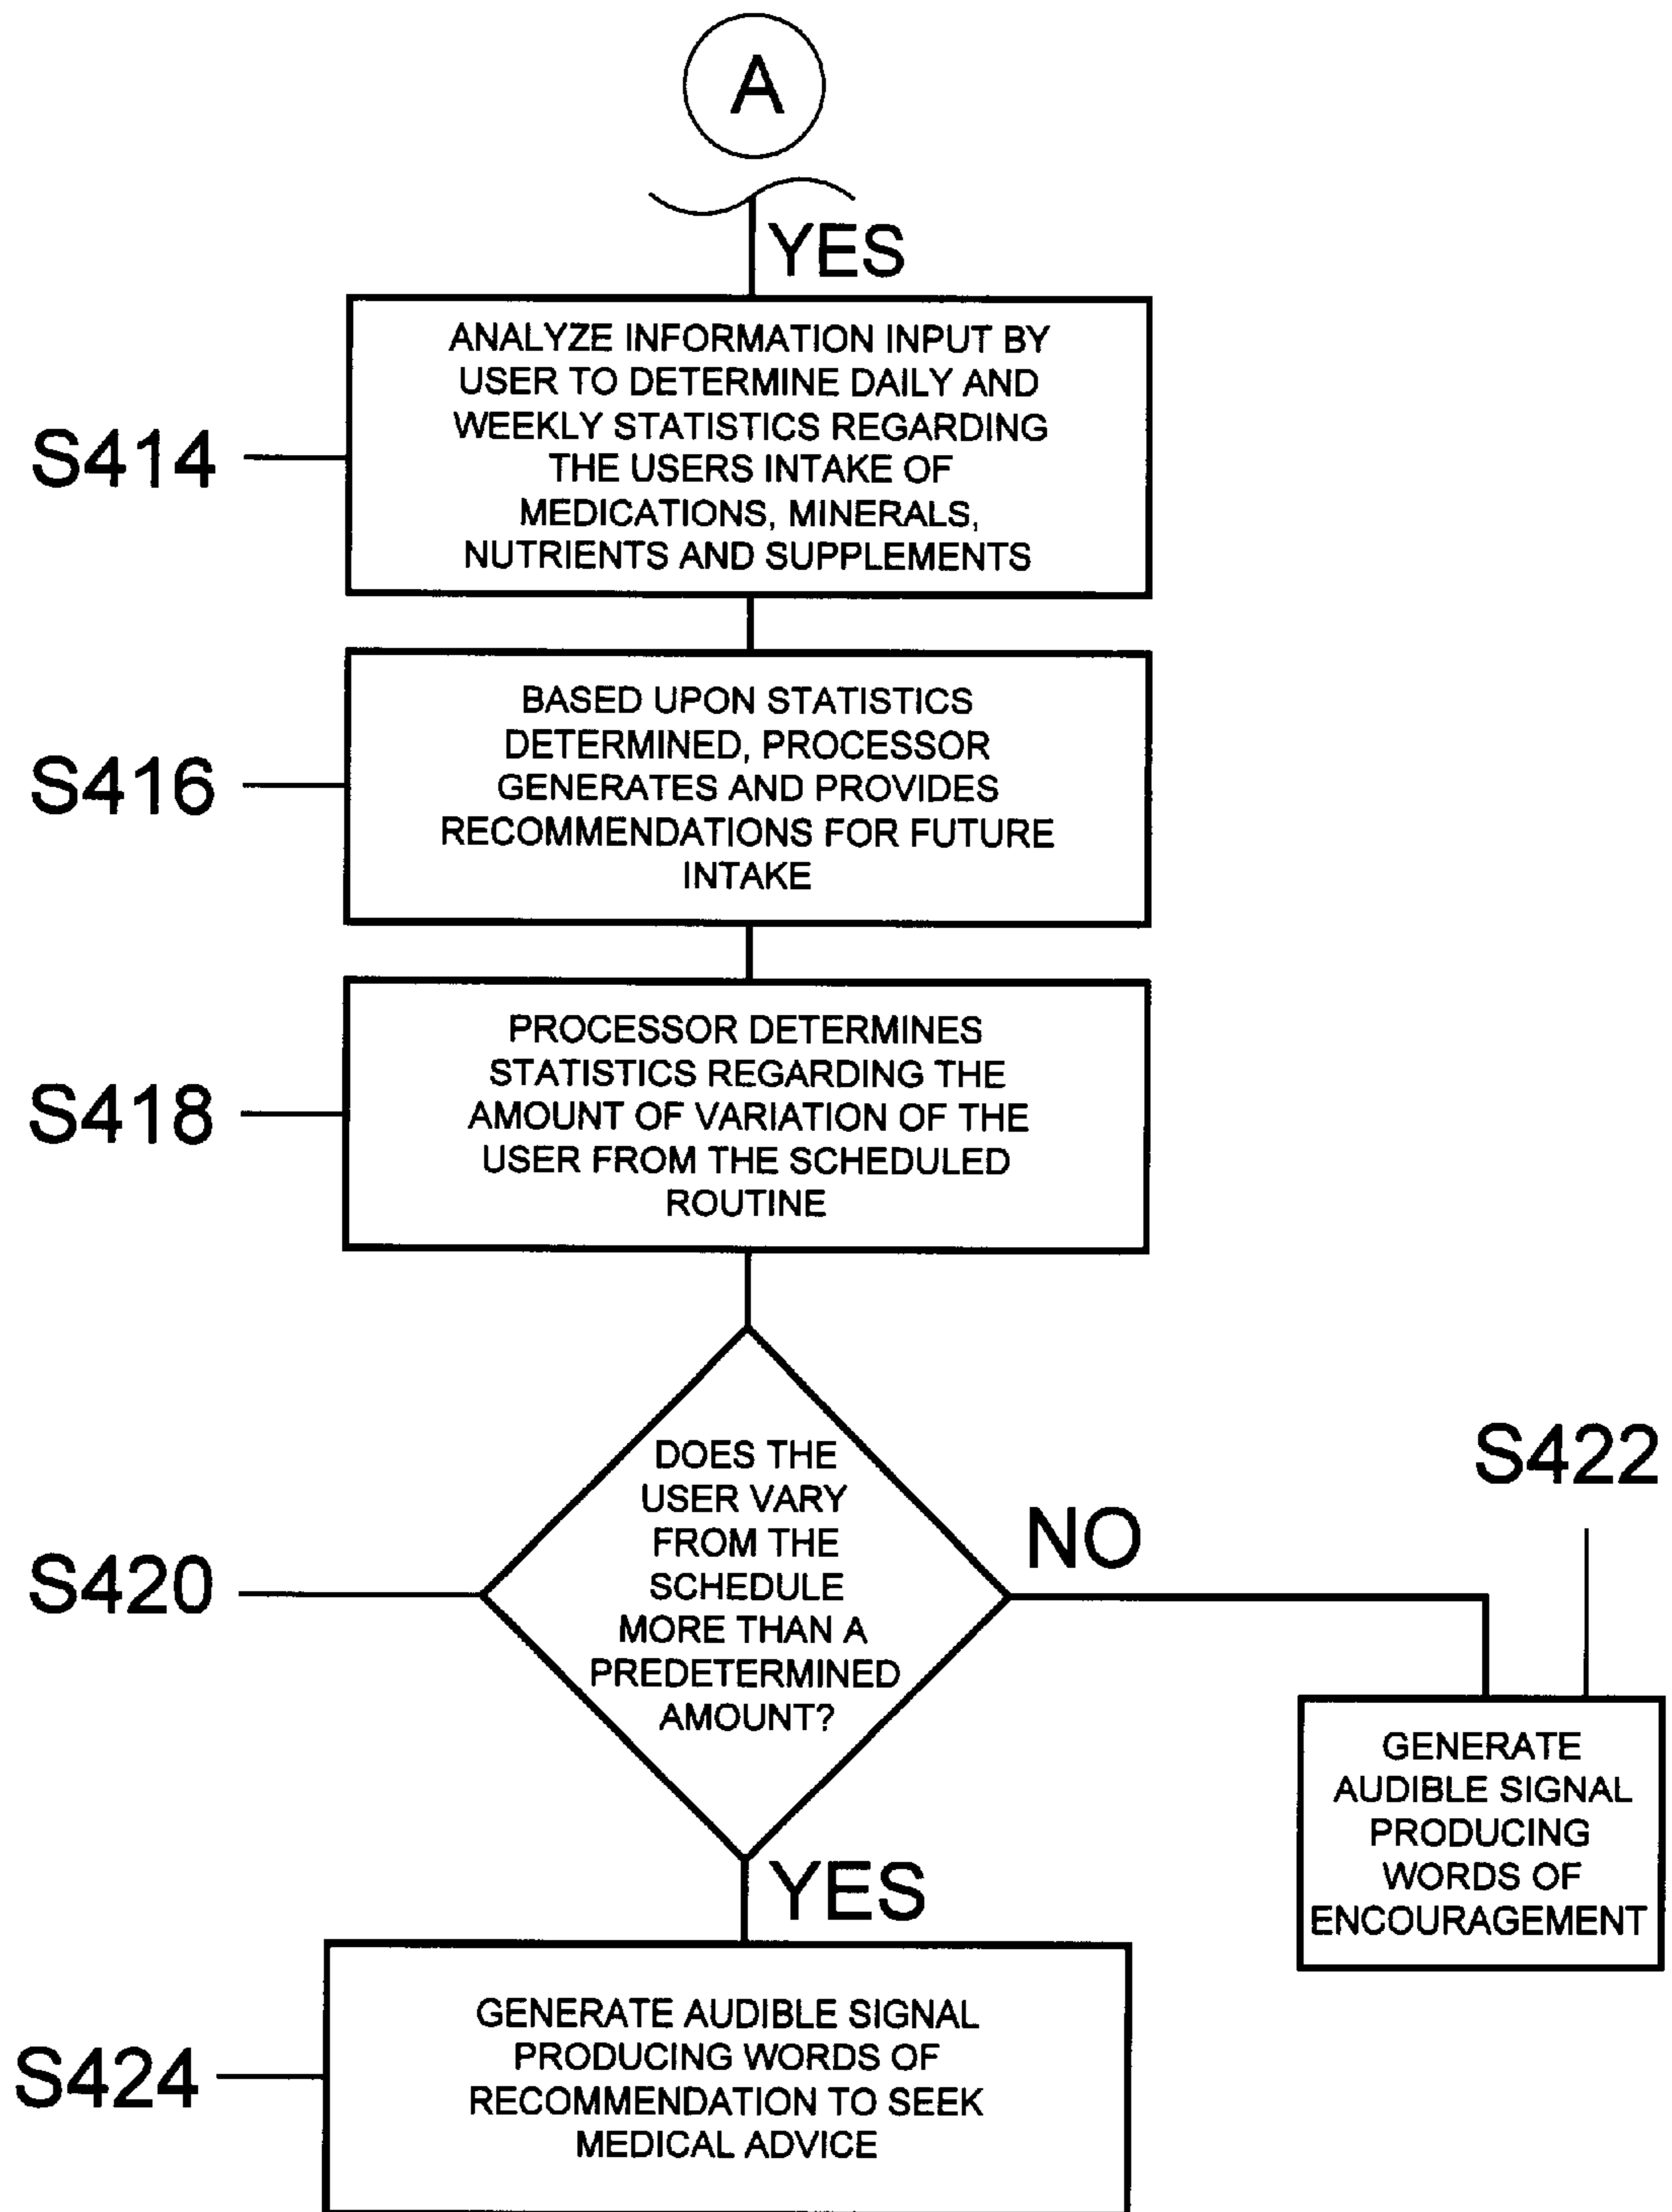 A
YES
S414
ANALYZE INFORMATION INPUT BY
USER TO DETERMINE DAILY AND
WEEKLY STATISTICS REGARDING
THE USERS INTAKE OF
MEDICATIONS, MINERALS,
NUTRIENTS AND SUPPLEMENTS
S416
BASED UPON STATISTICS
DETERMINED, PROCESSOR
GENERATES AND PROVIDES
RECOMMENDATIONS FOR FUTURE
INTAKE
S418
PROCESSOR DETERMINES
STATISTICS REGARDING THE
AMOUNT OF VARIATION OF THE
USER FROM THE SCHEDULED
ROUTINE
S420
DOES THE
USER VARY
FROM THE
SCHEDULE
MORE THAN A
PREDETERMINED
AMOUNT?
NO
S422
GENERATE
AUDIBLE SIGNAL
PRODUCING
WORDS OF
ENCOURAGEMENT
YES
S424
GENERATE AUDIBLE SIGNAL
PRODUCING WORDS OF
RECOMMENDATION TO SEEK
MEDICAL ADVICE